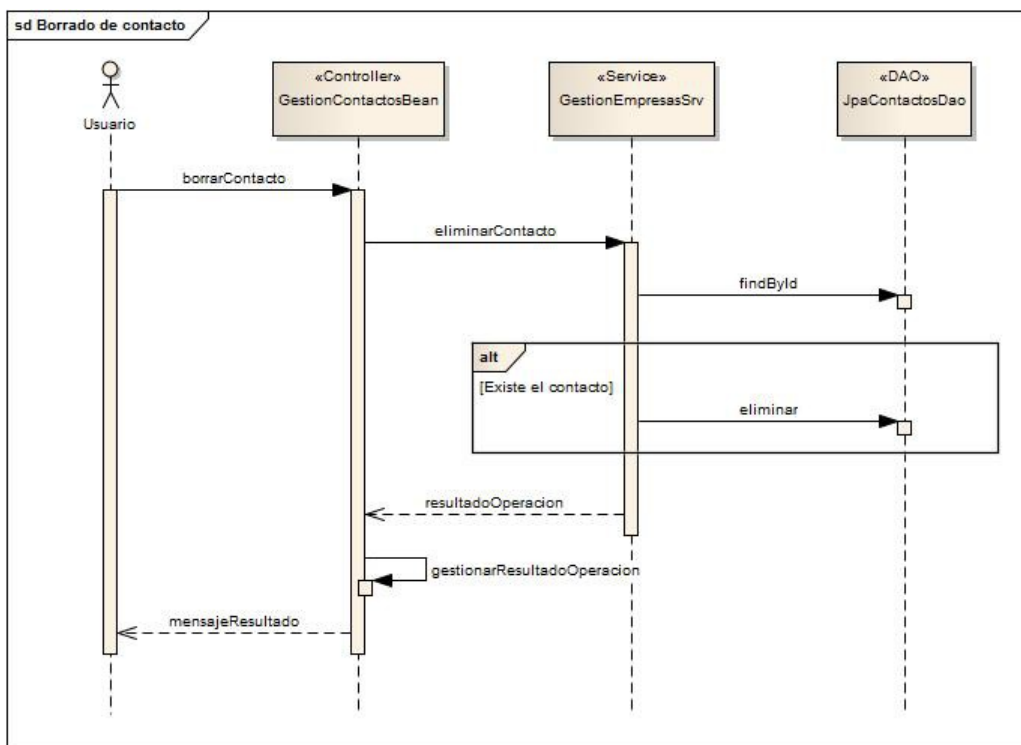 sd Borrado de contacto
Usuario
«Controller»
GestionContactosBean
«Service»
GestionEmpresasSrv
«DAO»
JpaContactosDao
borrarContacto
eliminarContacto
findById
alt
[Existe el contacto]
eliminar
resultadoOperacion
gestionarResultadoOperacion
mensajeResultado